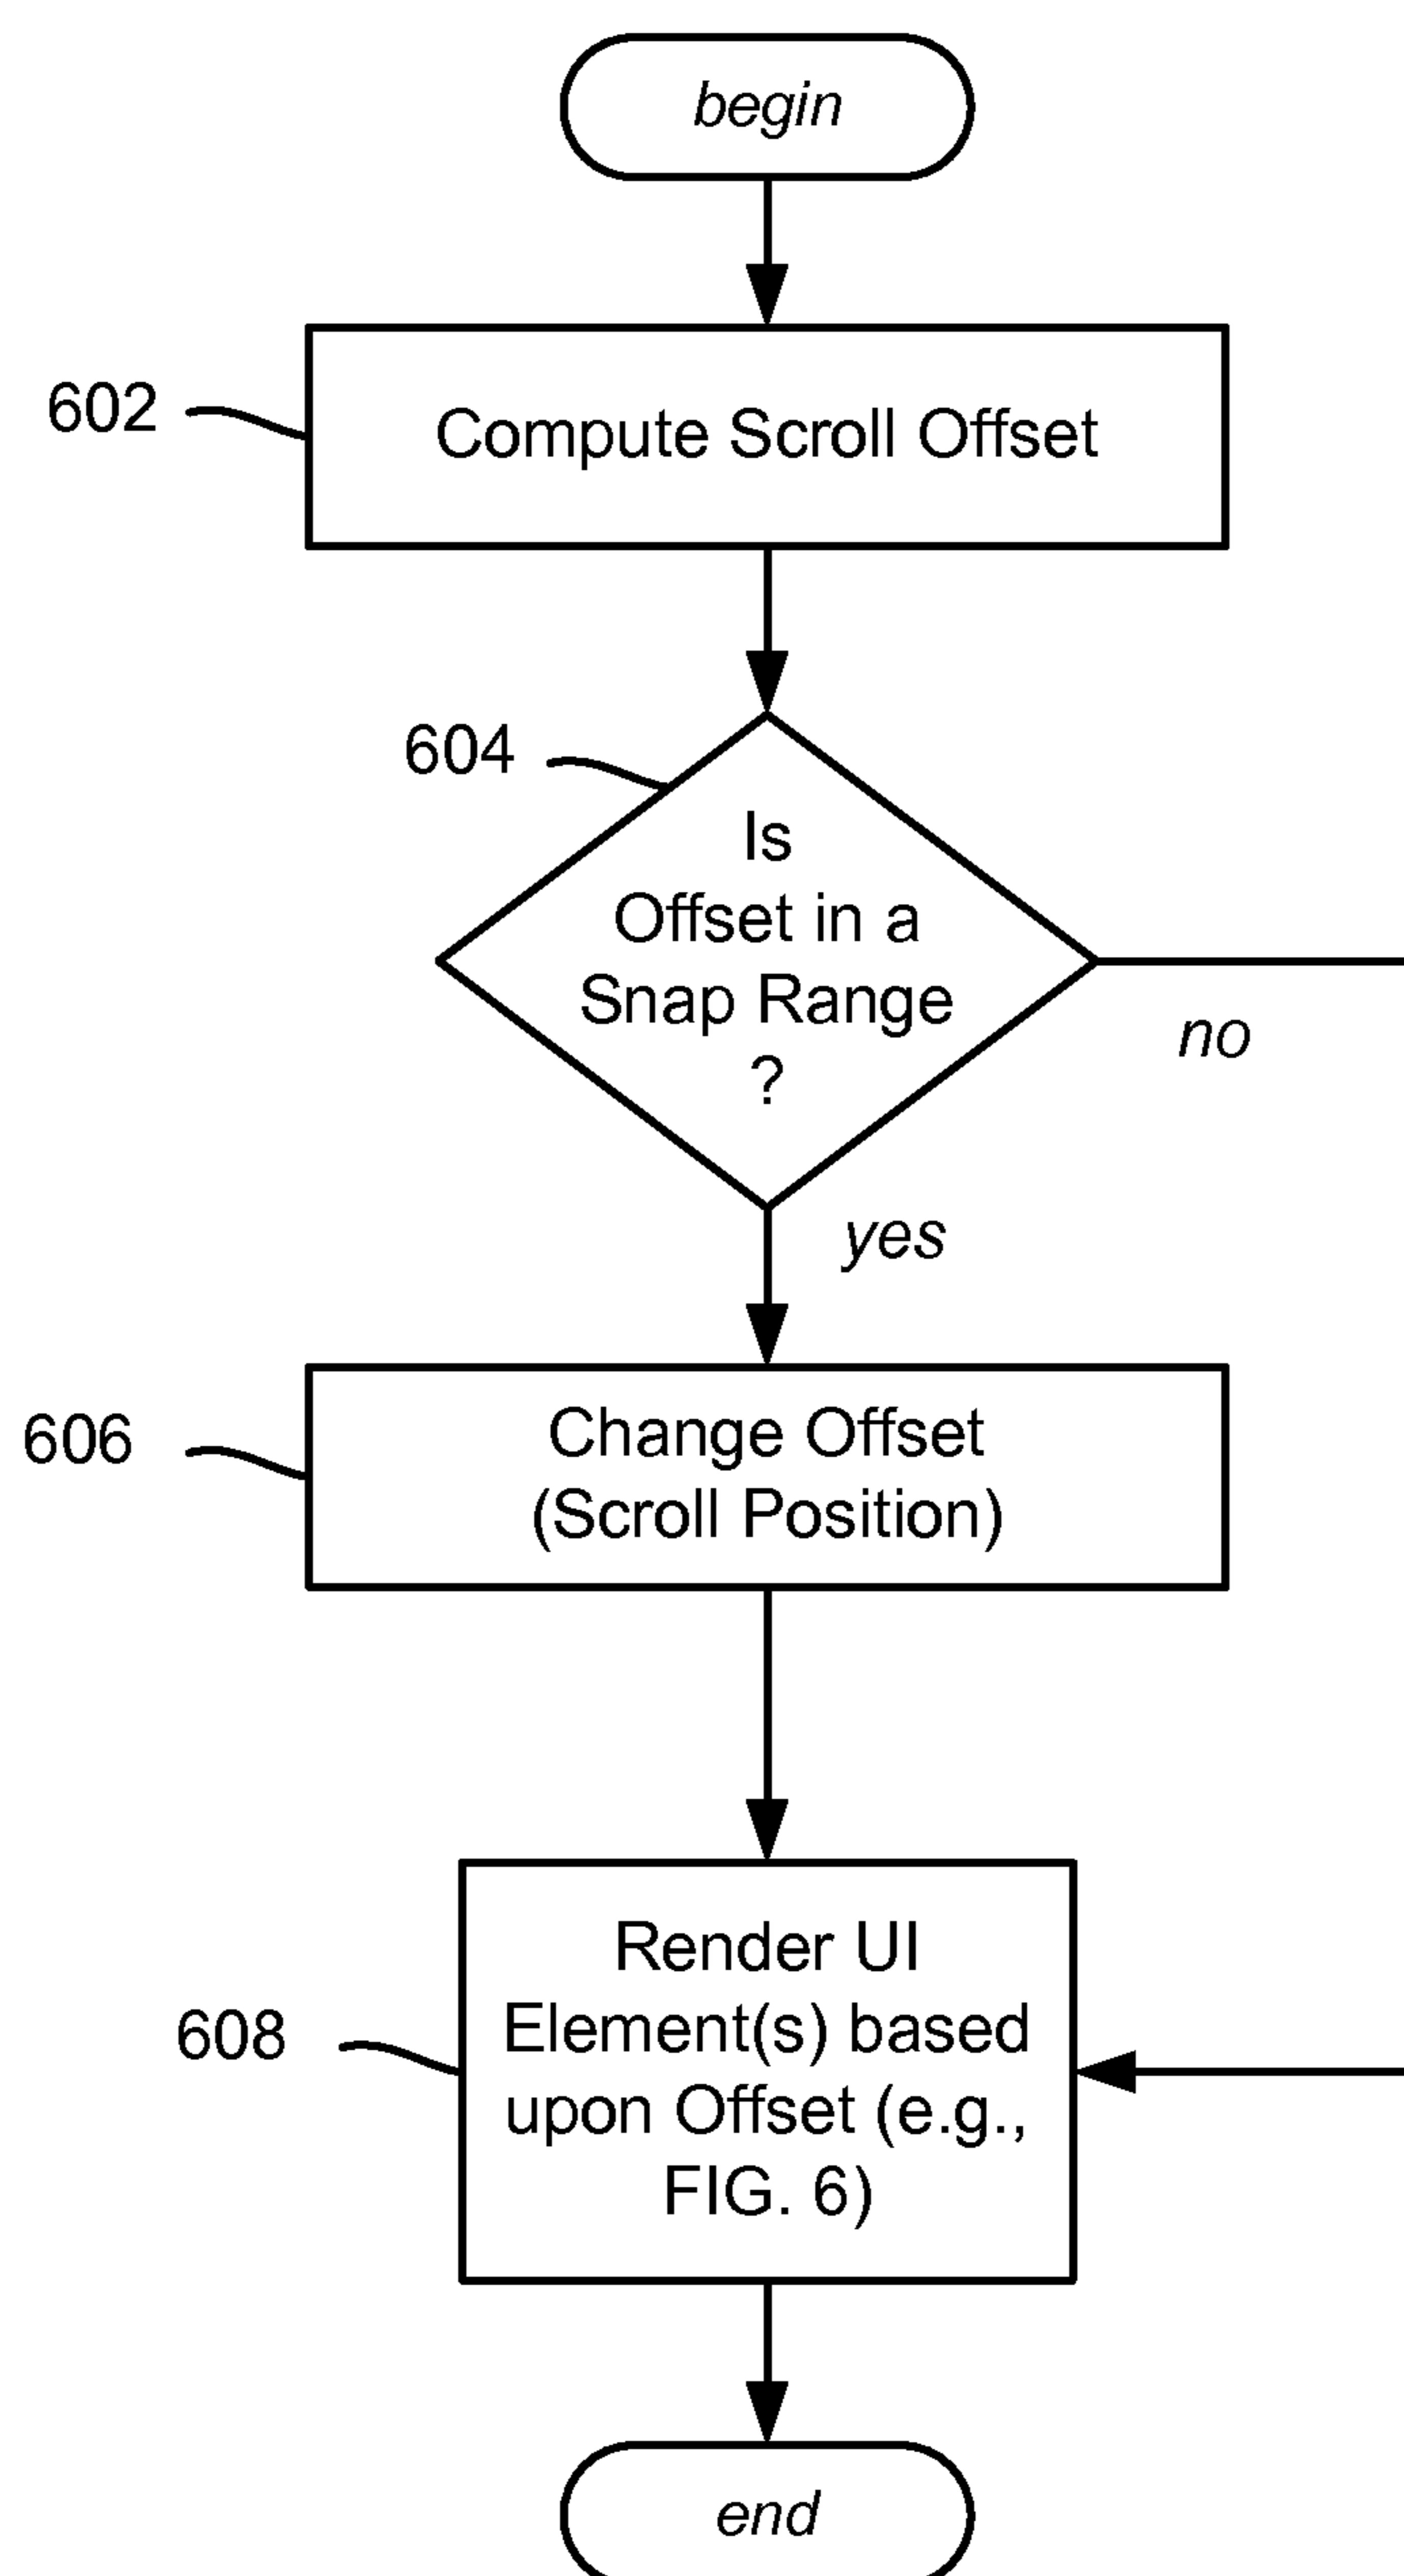 begin
602
Compute Scroll Offset
604
Is
Offset in a
Snap Range
?
no
yes
606
Change Offset
(Scroll Position)
608
Render UI
Element(s) based
upon Offset (e.g.,
FIG. 6)
end